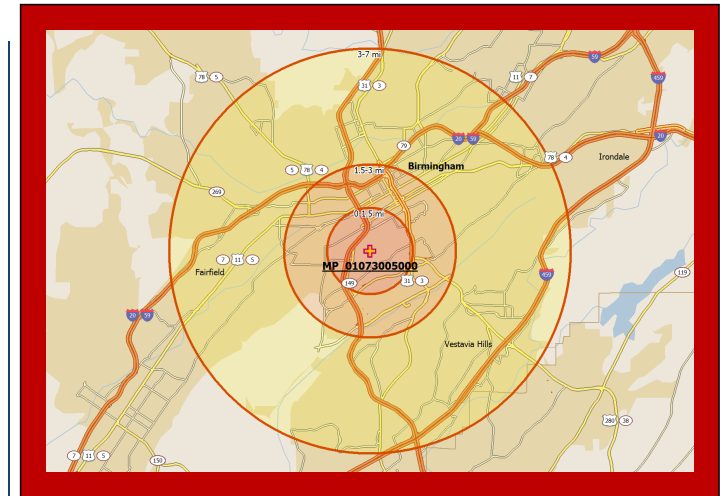 3-7 mi
59
78 5
11 7
459
31 3
20
20 59
79
78 4
Irondale
Birmingham
5 78 4
1.5-3 mi
269
0-1.5 mi
7 11 5
MP 01073005000
Fairfield
119
459
149
31 3
20 59
Vestavia Hills
280 38
7 11 5
150